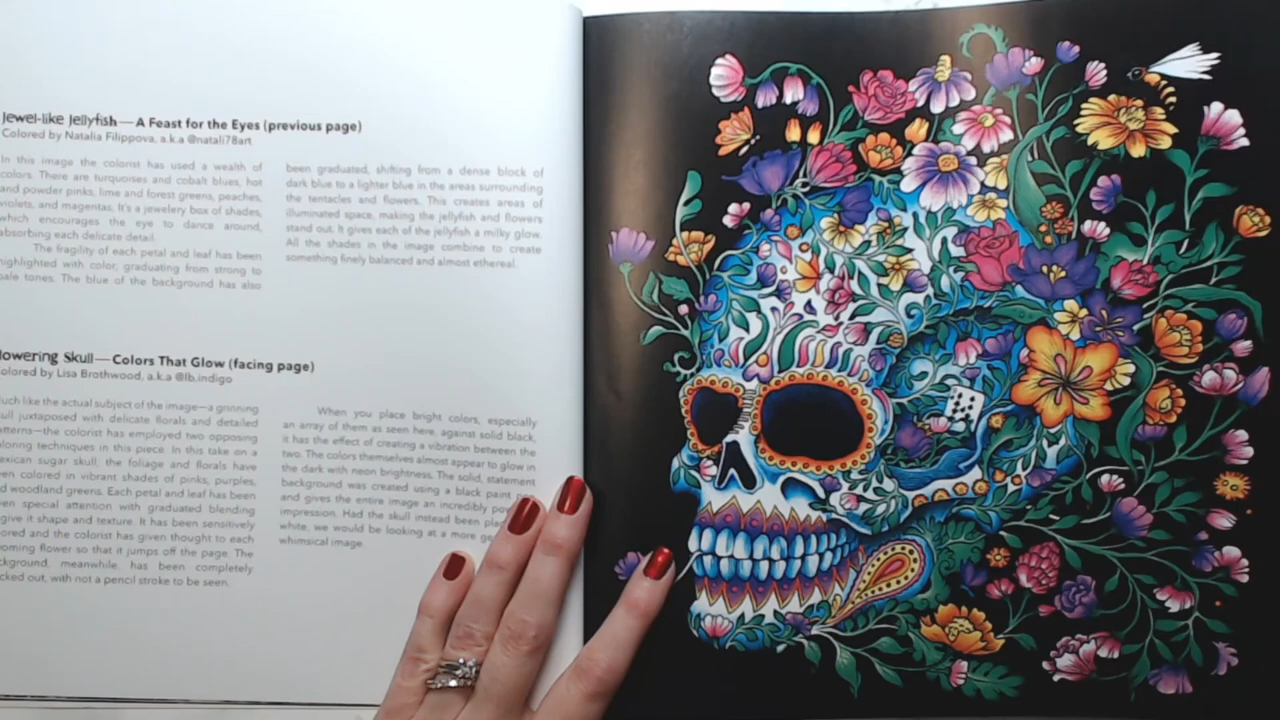 Jewel-like Jellyfish—A Feast for the Eyes (previous page)
Colored by Natalia Filippova, a.k.a @natali78art
In this image the colorist has used a wealth of
colors. There are turquoises and cobalt blues, hot
and powder pinks, lime and forest greens, peaches,
violets, and magentas. It's a jewelery box of shades,
which encourages the eye to dance around,
absorbing each delicate detail.
The fragility of each petal and leaf has been
highlighted with color, graduating from strong to
pale tones. The blue of the background has also
been graduated, shifting from a dense block of
dark blue to a lighter blue in the areas surrounding
the tentacles and flowers. This creates areas of
illuminated space, making the jellyfish and flowers
stand out. It gives each of the jellyfish a milky glow.
All the shades in the image combine to create
something finely balanced and almost ethereal.
lowering Skull—Colors That Glow (facing page)
olored by Lisa Brothwood, a.k.a @lb.indigo
uch like the actual subject of the image—a grinning
ull juxtaposed with delicate florals and detailed
tterns—the colorist has employed two opposing
loring techniques in this piece. In this take on a
exican sugar skull, the foliage and florals have
en colored in vibrant shades of pinks, purples,
d woodland greens. Each petal and leaf has been
en special attention with graduated blending
give it shape and texture. It has been sensitively
ored and the colorist has given thought to each
oming flower so that it jumps off the page. The
ckground, meanwhile, has been completely
cked out, with not a pencil stroke to be seen.
When you place bright colors, especially
an array of them as seen here, against solid black,
it has the effect of creating a vibration between the
two. The colors themselves almost appear to glow in
the dark with neon brightness. The solid, statement
background was created using a black paint pen
and gives the entire image an incredibly pow
impression. Had the skull instead been plac
white, we would be looking at a more ge
whimsical image.